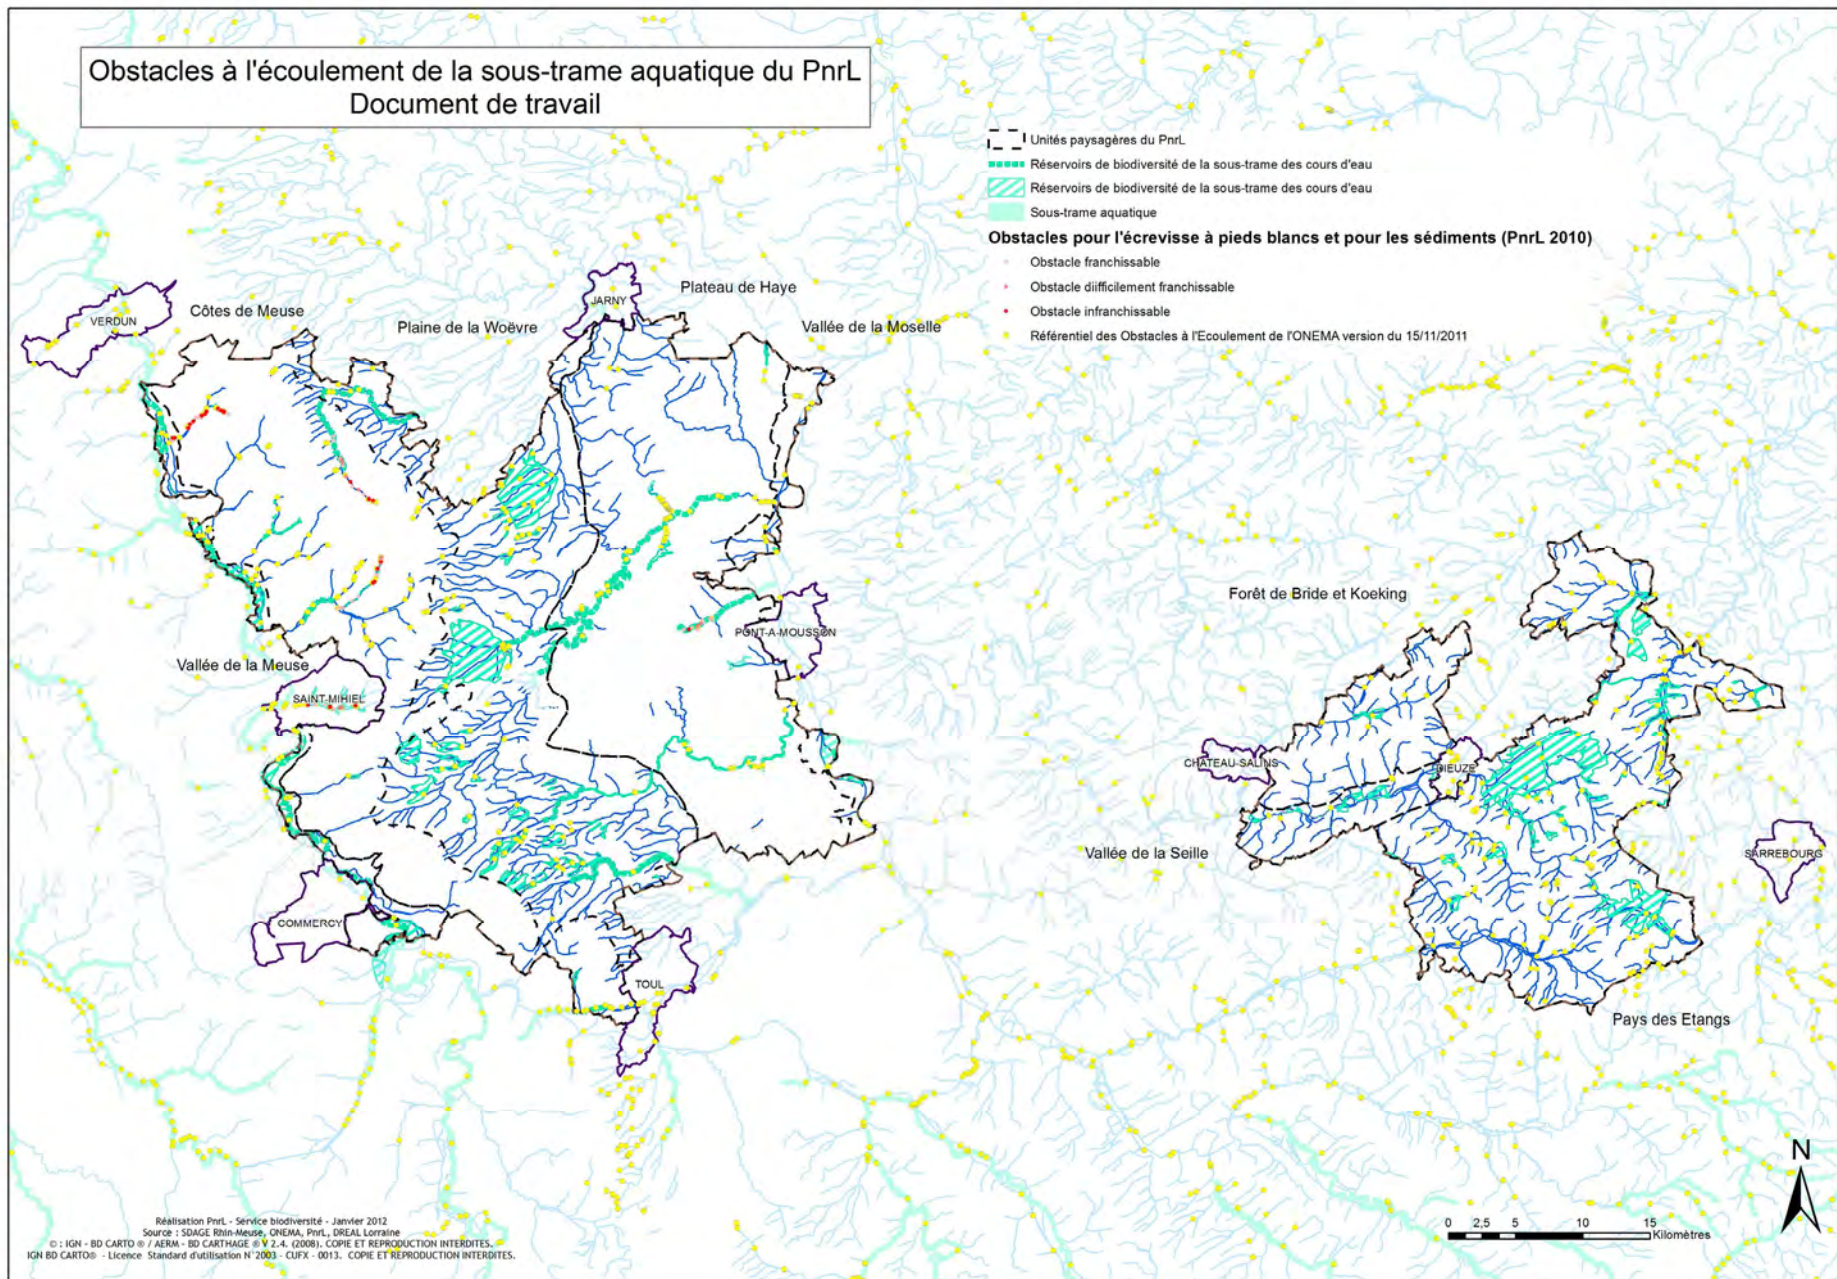 Obstacles à l'écoulement de la sous-trame aquatique du PnrL
Document de travail
Unités paysagères du PnrL
Réservoirs de biodiversité de la sous-trame des cours d'eau
Réservoirs de biodiversité de la sous-trame des cours d'eau
Sous-trame aquatique
Obstacles pour l'écrevisse à pieds blancs et pour les sédiments (PnrL 2010)
Obstacle franchissable
Obstacle diifficilement franchissable
Obstacle infranchissable
Référentiel des Obstacles à l'Ecoulement de l'ONEMA version du 15/11/2011
VERDUN
Côtes de Meuse
Plaine de la Woëvre
JARNY
Plateau de Haye
Vallée de la Moselle
Forêt de Bride et Koeking
PONT-A-MOUSSON
Vallée de la Meuse
SAINT-MIHIEL
CHATEAU-SALINS
DIEUZE
Vallée de la Seille
SARREBOURG
COMMERCY
TOUL
Pays des Etangs
N
0 2,5 5 10 15
Kilomètres
Réalisation PnrL - Service biodiversité - Janvier 2012
Source : SDAGE Rhin-Meuse, ONEMA, PnrL, DREAL Lorraine
© : IGN - BD CARTO ® / AERM - BD CARTHAGE ® V 2.4. (2008). COPIE ET REPRODUCTION INTERDITES.
IGN BD CARTO® - Licence Standard d'utilisation N°2003 - CUFX - 0013. COPIE ET REPRODUCTION INTERDITES.